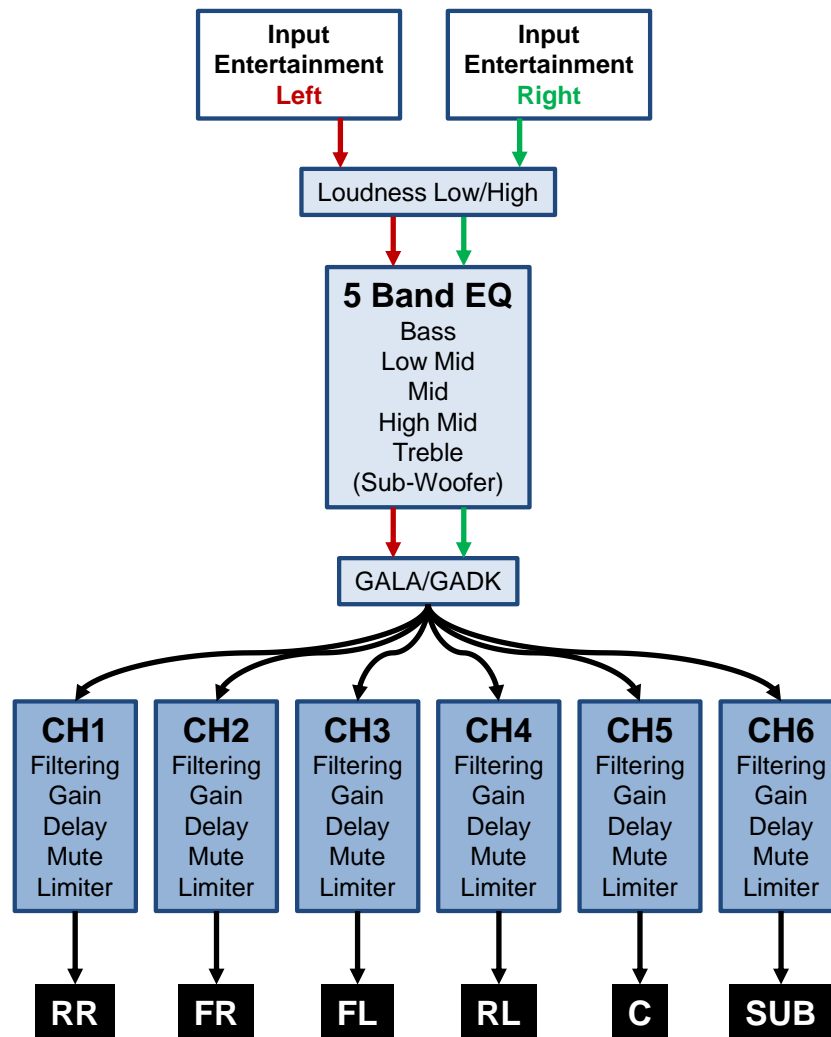 Input
Entertainment
Left
Input
Entertainment
Right
Loudness Low/High
5 Band EQ
Bass
Low Mid
Mid
High Mid
Treble
(Sub-Woofer)
GALA/GADK
CH1
Filtering
Gain
Delay
Mute
Limiter
CH2
Filtering
Gain
Delay
Mute
Limiter
CH3
Filtering
Gain
Delay
Mute
Limiter
CH4
Filtering
Gain
Delay
Mute
Limiter
CH5
Filtering
Gain
Delay
Mute
Limiter
CH6
Filtering
Gain
Delay
Mute
Limiter
RR
FR
FL
RL
C
SUB